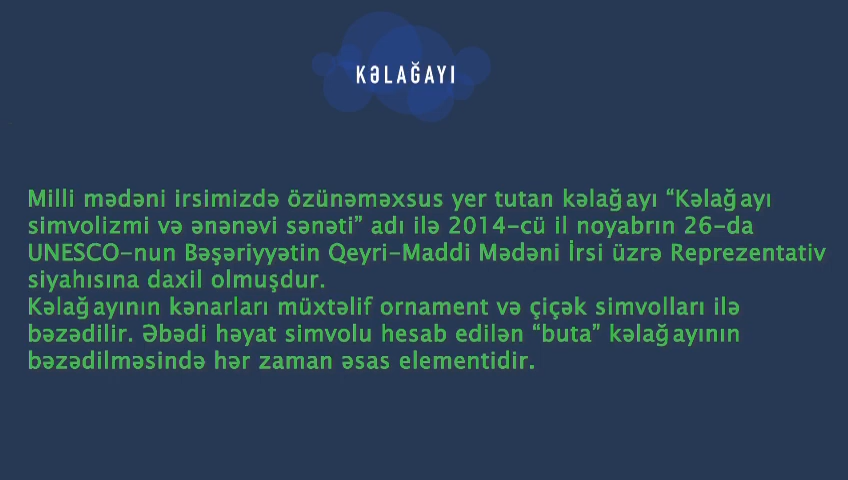 KƏLAĞAYI
Milli mədəni irsimizdə özünəməxsus yer tutan kəlağayı “Kəlağayı
simvolizmi və ənənəvi sənəti” adı ilə 2014-cü il noyabrın 26-da
UNESCO-nun Bəşəriyyətin Qeyri-Maddi Mədəni İrsi üzrə Reprezentativ
siyahısına daxil olmuşdur.
Kəlağayının kənarları müxtəlif ornament və çiçək simvolları ilə
bəzədilir. Əbədi həyat simvolu hesab edilən “buta” kəlağayının
bəzədilməsində hər zaman əsas elementidir.